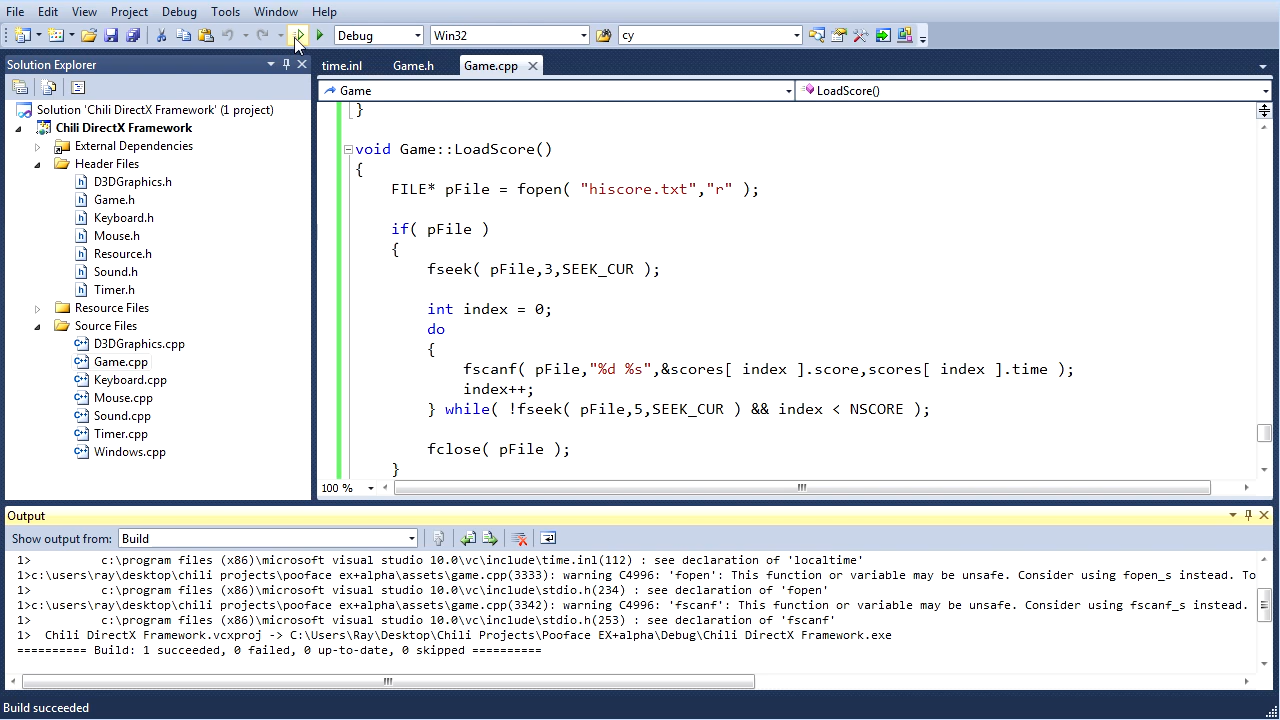 File Edit View Project Debug Tools Window Help
Debug Win32 cy
Solution Explorer
time.inl Game.h Game.cpp
Game LoadScore()
Solution 'Chili DirectX Framework' (1 project)
Chili DirectX Framework
External Dependencies
Header Files
D3DGraphics.h
Game.h
Keyboard.h
Mouse.h
Resource.h
Sound.h
Timer.h
Resource Files
Source Files
D3DGraphics.cpp
Game.cpp
Keyboard.cpp
Mouse.cpp
Sound.cpp
Timer.cpp
Windows.cpp
}
void Game::LoadScore()
{
FILE* pFile = fopen( "hiscore.txt","r" );
if( pFile )
{
fseek( pFile,3,SEEK_CUR );
int index = 0;
do
{
fscanf( pFile,"%d %s",&scores[ index ].score,scores[ index ].time );
index++;
} while( !fseek( pFile,5,SEEK_CUR ) && index < NSCORE );
fclose( pFile );
}
100 %
Output
Show output from: Build
1> c:\program files (x86)\microsoft visual studio 10.0\vc\include\time.inl(112) : see declaration of 'localtime'
1>c:\users\ray\desktop\chili projects\pooface ex+alpha\assets\game.cpp(3333): warning C4996: 'fopen': This function or variable may be unsafe. Consider using fopen_s instead. To
1> c:\program files (x86)\microsoft visual studio 10.0\vc\include\stdio.h(234) : see declaration of 'fopen'
1>c:\users\ray\desktop\chili projects\pooface ex+alpha\assets\game.cpp(3342): warning C4996: 'fscanf': This function or variable may be unsafe. Consider using fscanf_s instead.
1> c:\program files (x86)\microsoft visual studio 10.0\vc\include\stdio.h(253) : see declaration of 'fscanf'
1> Chili DirectX Framework.vcxproj -> C:\Users\Ray\Desktop\Chili Projects\Pooface EX+alpha\Debug\Chili DirectX Framework.exe
========== Build: 1 succeeded, 0 failed, 0 up-to-date, 0 skipped ==========
Build succeeded